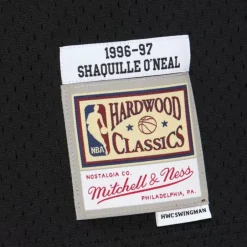 1996-97
SHAQUILLE O'NEAL
HARDWOOD
NBA
CLASSICS
NOSTALGIA CO.
Mitchell & Ness
PHILADELPHIA, PA.
HWC SWINGMAN